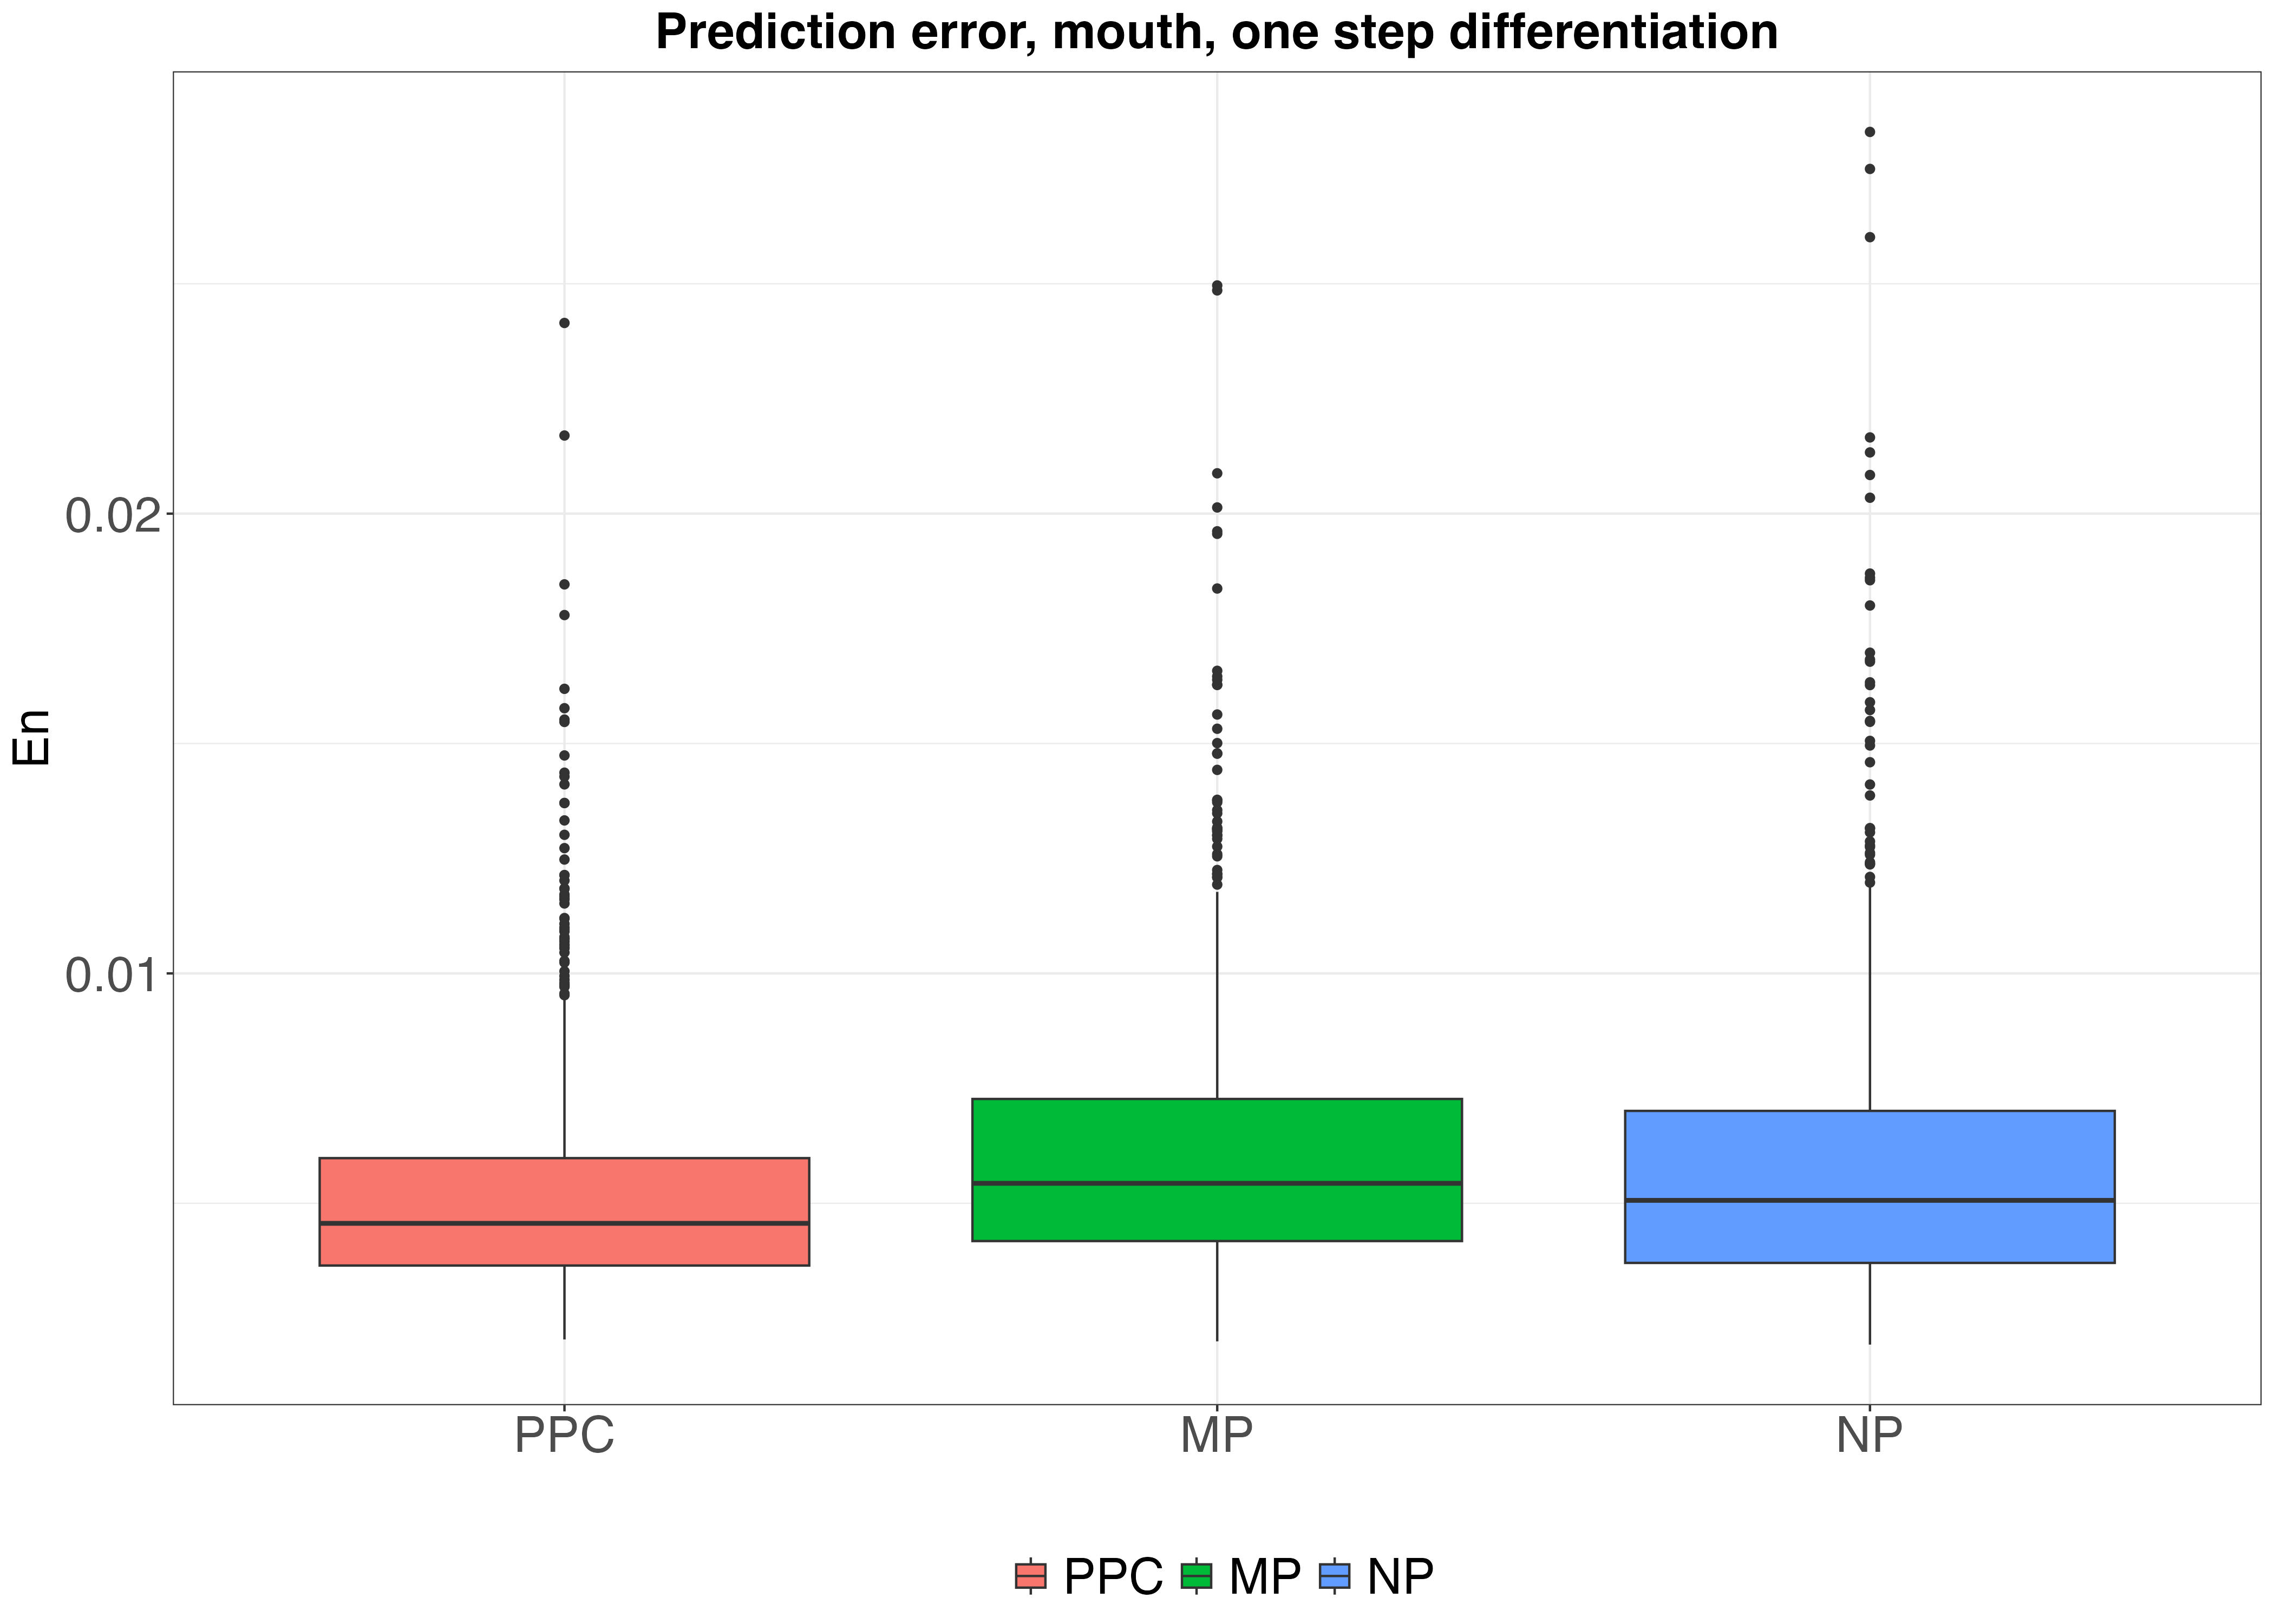 Prediction error, mouth, one step differentiation
En
0.02
0.01
PPC MP NP
PPC MP NP